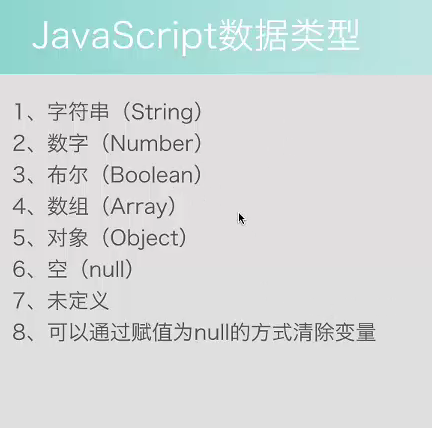 JavaScript数据类型
1、字符串（String）
2、数字（Number）
3、布尔（Boolean）
4、数组（Array）
5、对象（Object）
6、空（null）
7、未定义
8、可以通过赋值为null的方式清除变量